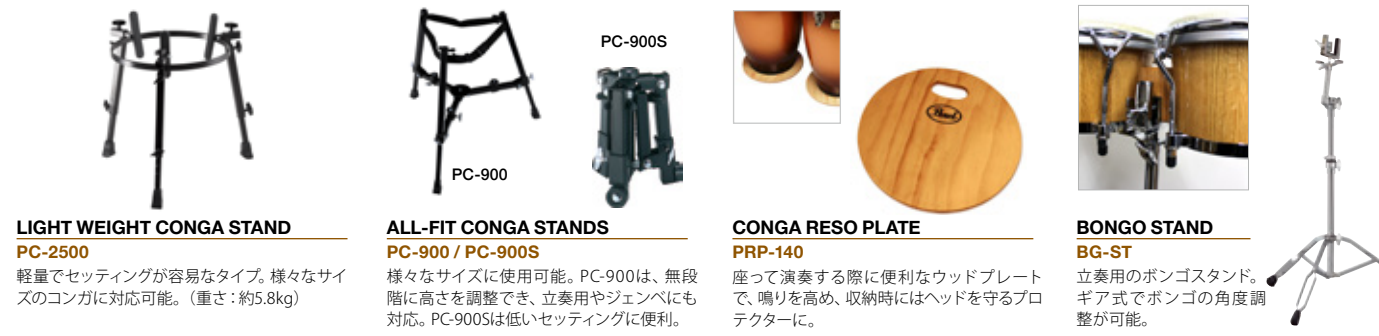 PC-900S
PC-900
Pearl
LIGHT WEIGHT CONGA STAND
PC-2500
軽量でセッティングが容易なタイプ。様々なサイ
ズのコンガに対応可能。（重さ：約5.8kg）
ALL-FIT CONGA STANDS
PC-900 / PC-900S
様々なサイズに使用可能。PC-900は、無段
階に高さを調整でき、立奏用やジェンベにも
対応。PC-900Sは低いセッティングに便利。
CONGA RESO PLATE
PRP-140
座って演奏する際に便利なウッドプレート
で、鳴りを高め、収納時にはヘッドを守るプロ
テクターに。
BONGO STAND
BG-ST
立奏用のボンゴスタンド。
ギア式でボンゴの角度調
整が可能。